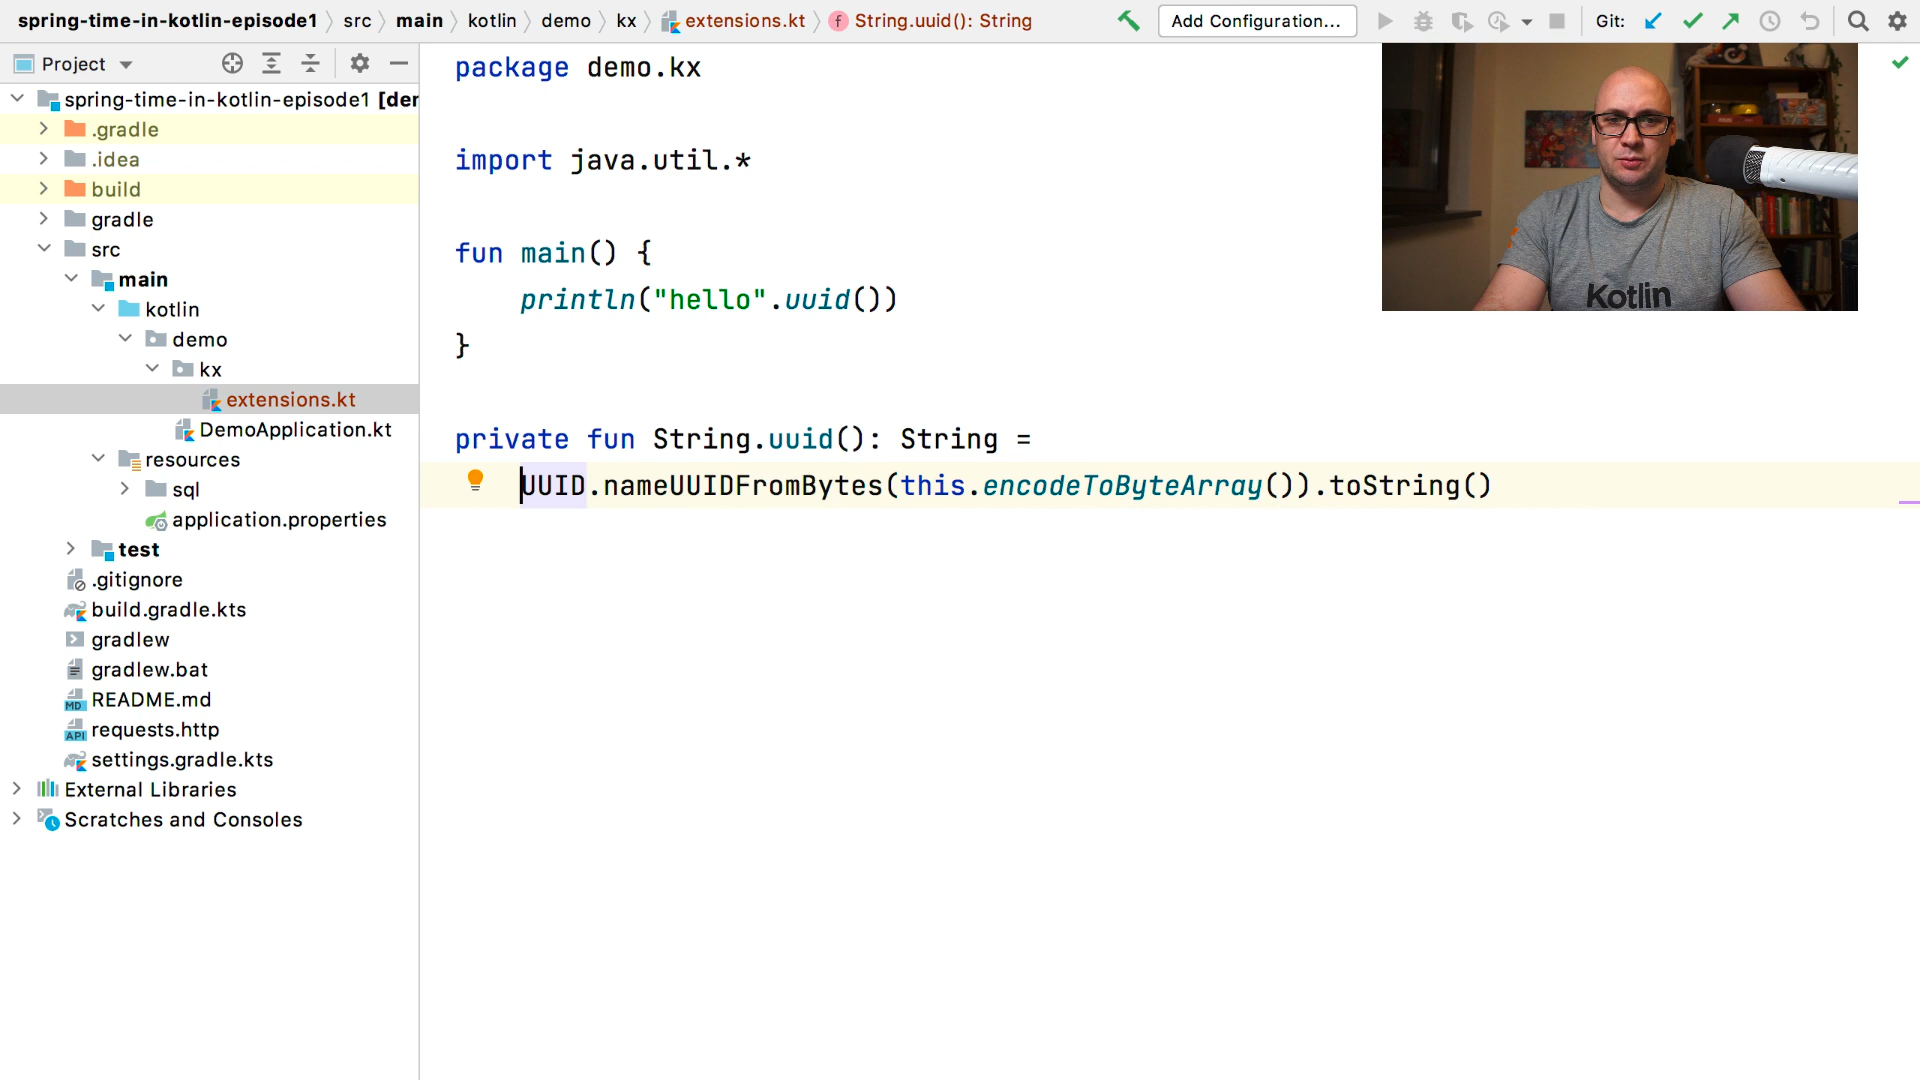 spring-time-in-kotlin-episode1 src main kotlin demo kx extensions.kt f String.uuid(): String Add Configuration... Git:
Project
spring-time-in-kotlin-episode1 [der
.gradle
.idea
build
gradle
src
main
kotlin
demo
kx
extensions.kt
DemoApplication.kt
resources
sql
application.properties
test
.gitignore
build.gradle.kts
gradlew
gradlew.bat
MD README.md
API requests.http
settings.gradle.kts
External Libraries
Scratches and Consoles
package demo.kx
import java.util.*
fun main() {
println("hello".uuid())
}
private fun String.uuid(): String =
UUID.nameUUIDFromBytes(this.encodeToByteArray()).toString()
Kotlin